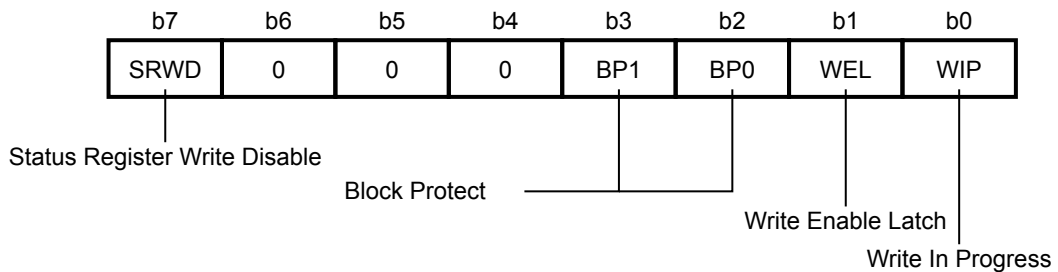 b7 b6 b5 b4 b3 b2 b1 b0
SRWD 0 0 0 BP1 BP0 WEL WIP
Status Register Write Disable
Block Protect
Write Enable Latch
Write In Progress